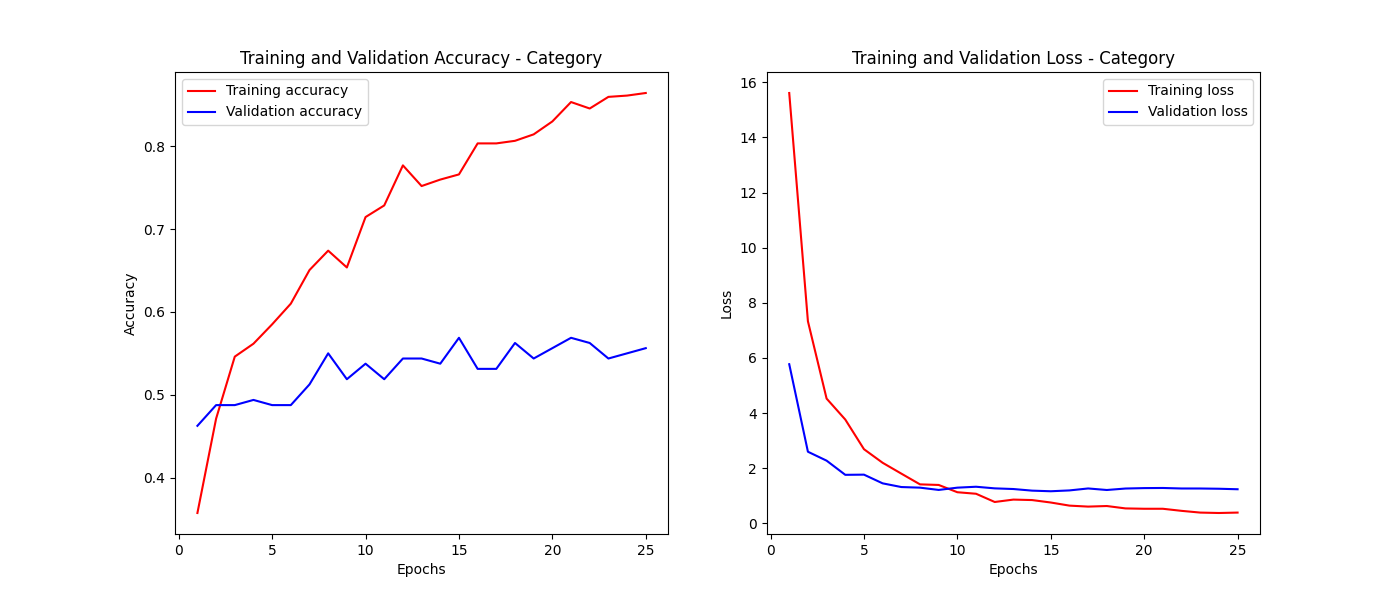 Training and Validation Accuracy - Category
Training accuracy
Validation accuracy
0.8
0.7
0.6
0.5
0.4
Accuracy
0
5
10
15
20
25
Epochs
Training and Validation Loss - Category
Training loss
Validation loss
16
14
12
10
8
6
4
2
0
Loss
0
5
10
15
20
25
Epochs